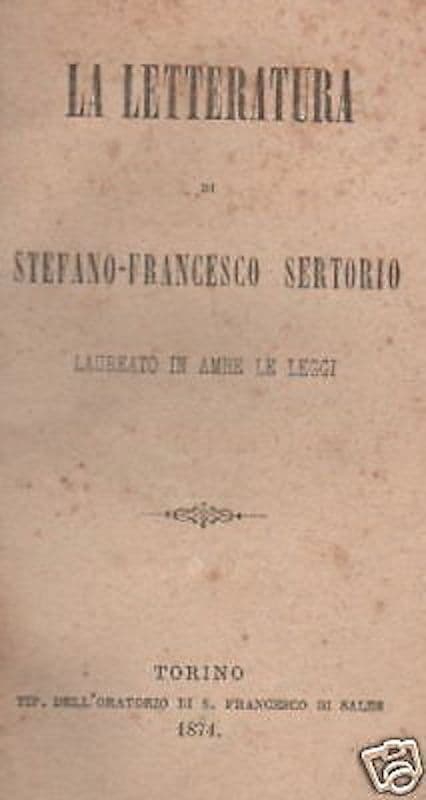 LA LETTERATURA
DI
STEFANO-FRANCESCO SERTORIO
LAUREATO IN AMBE LE LEGGI
TORINO
TIP. DELL'ORATORIO DI S. FRANCESCO DI SALES
1874.